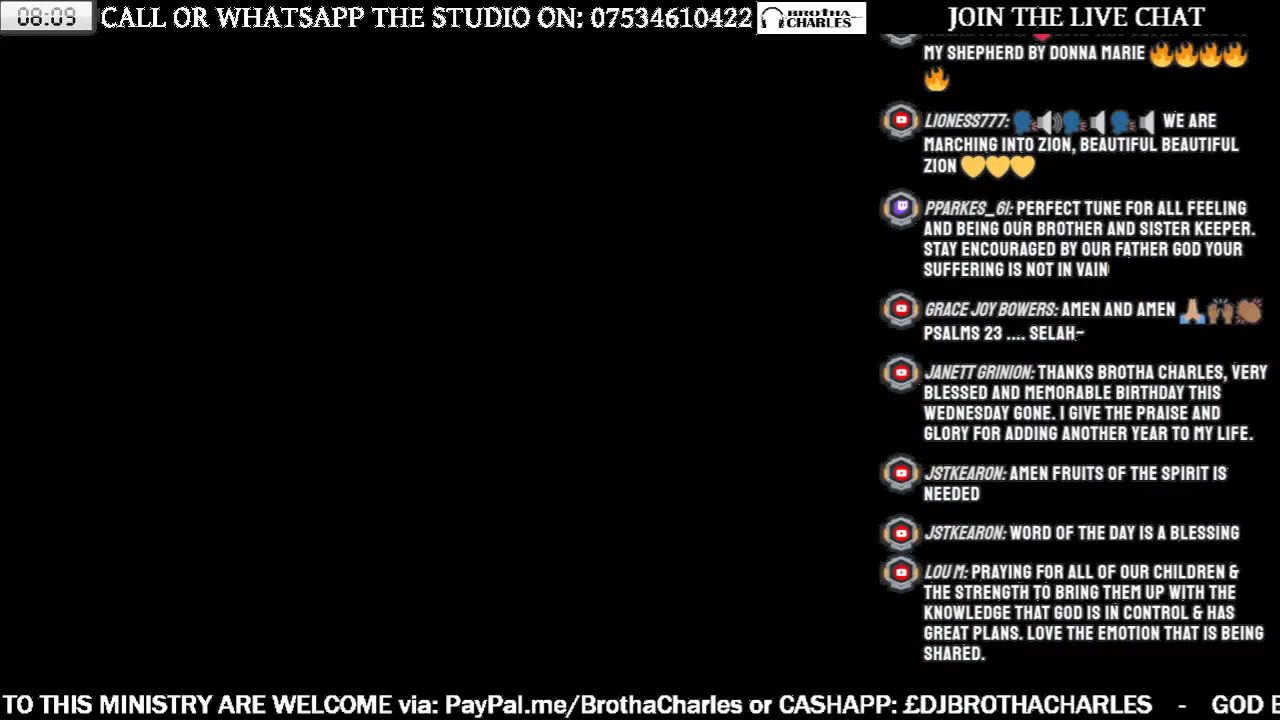 08:09 CALL OR WHATSAPP THE STUDIO ON: 07534610422 BROTHA CHARLES JOIN THE LIVE CHAT
MY SHEPHERD BY DONNA MARIE 🔥🔥🔥🔥
🔥
LIONESS777: 🗣🔊🗣🔈🗣🔈 WE ARE
MARCHING INTO ZION, BEAUTIFUL BEAUTIFUL
ZION 💛💛💛
PPARKES_61: PERFECT TUNE FOR ALL FEELING
AND BEING OUR BROTHER AND SISTER KEEPER.
STAY ENCOURAGED BY OUR FATHER GOD YOUR
SUFFERING IS NOT IN VAIN
GRACE JOY BOWERS: AMEN AND AMEN 🙏🏽🙌🏽👏🏽
PSALMS 23 .... SELAH~
JANETT GRINION: THANKS BROTHA CHARLES, VERY
BLESSED AND MEMORABLE BIRTHDAY THIS
WEDNESDAY GONE. I GIVE THE PRAISE AND
GLORY FOR ADDING ANOTHER YEAR TO MY LIFE.
JSTKEARON: AMEN FRUITS OF THE SPIRIT IS
NEEDED
JSTKEARON: WORD OF THE DAY IS A BLESSING
LOU M: PRAYING FOR ALL OF OUR CHILDREN &
THE STRENGTH TO BRING THEM UP WITH THE
KNOWLEDGE THAT GOD IS IN CONTROL & HAS
GREAT PLANS. LOVE THE EMOTION THAT IS BEING
SHARED.
TO THIS MINISTRY ARE WELCOME via: PayPal.me/BrothaCharles or CASHAPP: £DJBROTHACHARLES - GOD